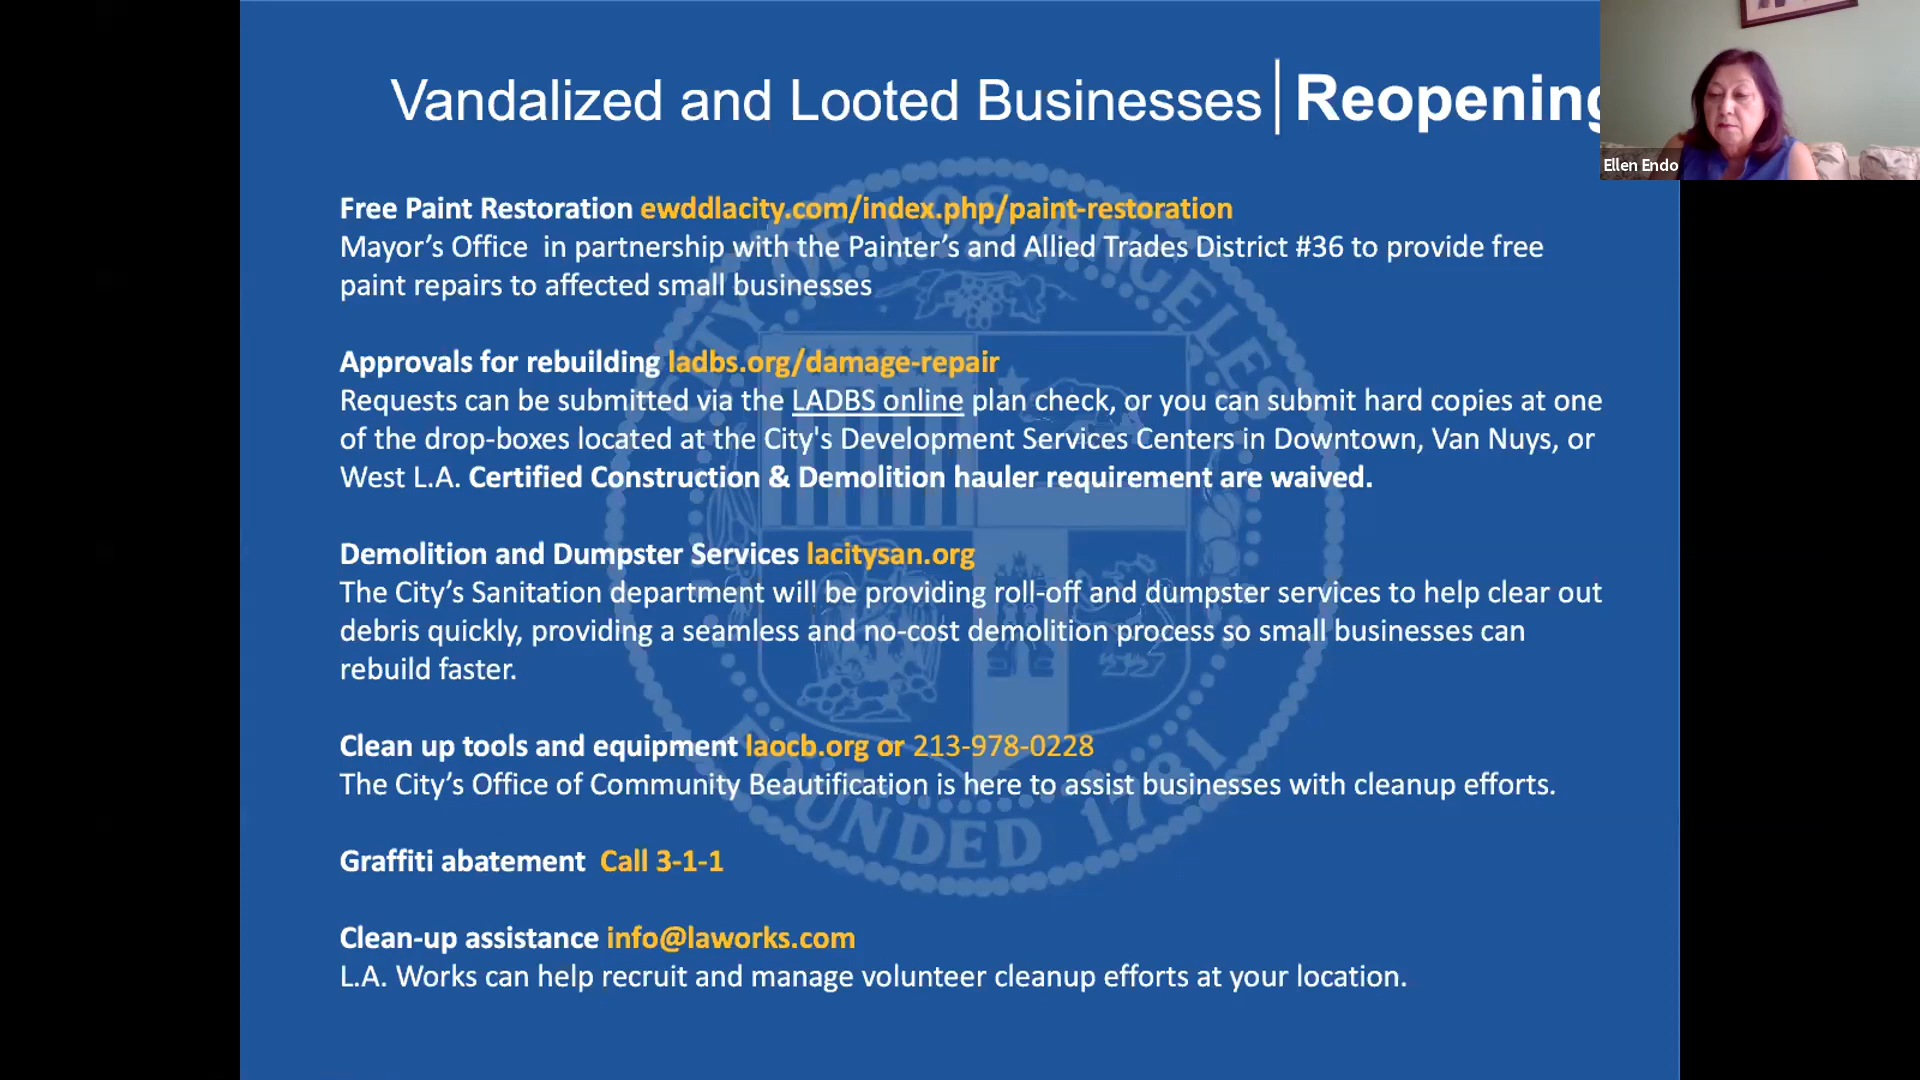 Vandalized and Looted Businesses | Reopening
Ellen Endo
Free Paint Restoration ewddlacity.com/index.php/paint-restoration
Mayor’s Office  in partnership with the Painter’s and Allied Trades District #36 to provide free
paint repairs to affected small businesses
Approvals for rebuilding ladbs.org/damage-repair
Requests can be submitted via the LADBS online plan check, or you can submit hard copies at one
of the drop-boxes located at the City's Development Services Centers in Downtown, Van Nuys, or
West L.A. Certified Construction & Demolition hauler requirement are waived.
Demolition and Dumpster Services lacitysan.org
The City’s Sanitation department will be providing roll-off and dumpster services to help clear out
debris quickly, providing a seamless and no-cost demolition process so small businesses can
rebuild faster.
Clean up tools and equipment laocb.org or 213-978-0228
The City’s Office of Community Beautification is here to assist businesses with cleanup efforts.
Graffiti abatement  Call 3-1-1
Clean-up assistance info@laworks.com
L.A. Works can help recruit and manage volunteer cleanup efforts at your location.
CITY OF LOS ANGELES
FOUNDED 1781